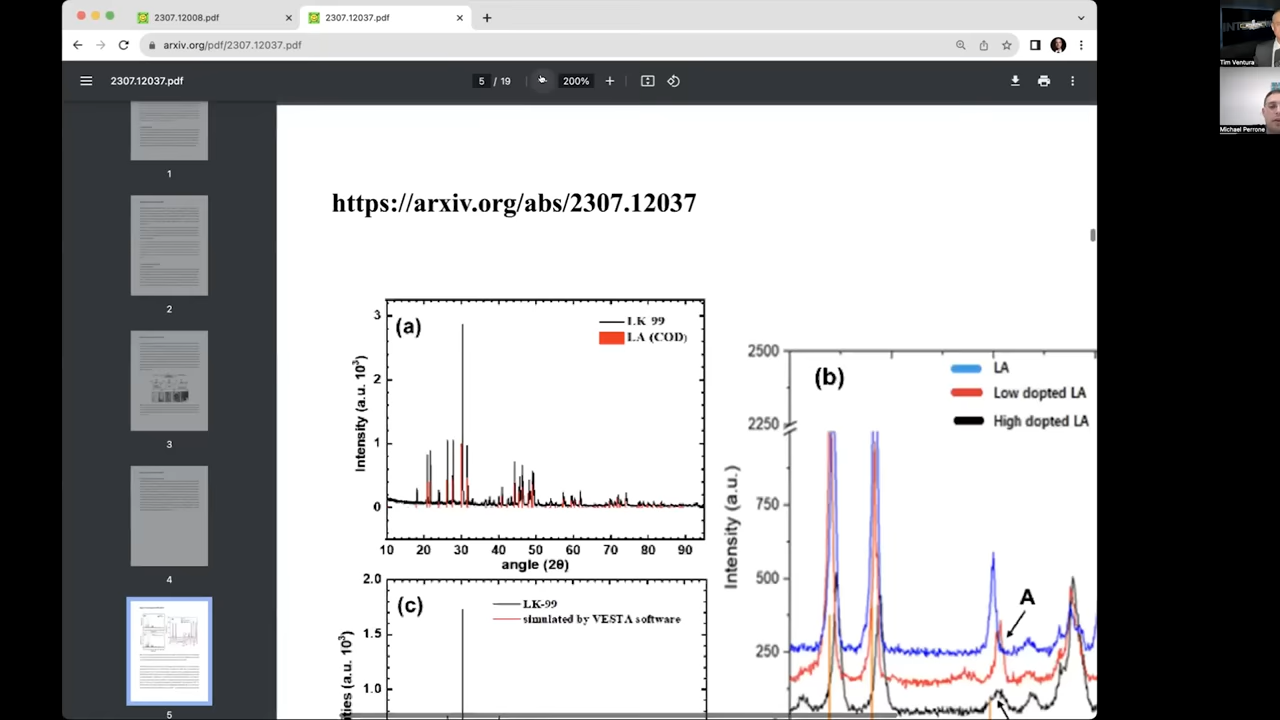 2307.12008.pdf
2307.12037.pdf
arxiv.org/pdf/2307.12037.pdf
2307.12037.pdf
5 / 19
200%
Tim Ventura
Michael Perrone
1
2
3
4
5
https://arxiv.org/abs/2307.12037
(a)
LK-99
LA (COD)
Intensity (a.u. 10³)
3
2
1
0
10 20 30 40 50 60 70 80 90
angle (2θ)
(b)
LA
Low dopted LA
High dopted LA
Intensity (a.u.)
2500
2250
750
500
250
A
(c)
LK-99
simulated by VESTA software
2.0
1.5
1.0
ities (a.u. 10³)